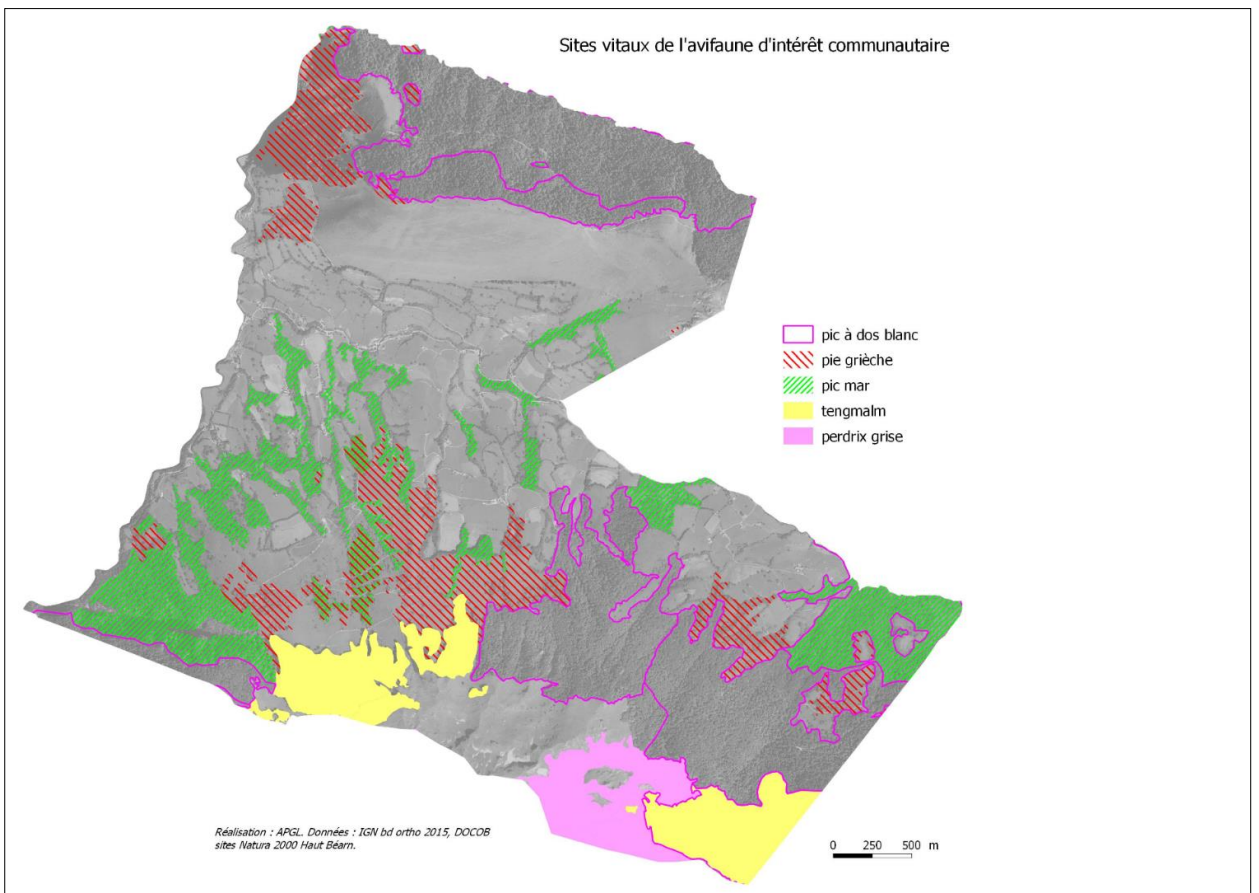 Sites vitaux de l'avifaune d'intérêt communautaire
pic à dos blanc
pie grièche
pic mar
tengmalm
perdrix grise
Réalisation : APGL. Données : IGN bd ortho 2015, DOCOB
sites Natura 2000 Haut Béarn.
0 250 500 m